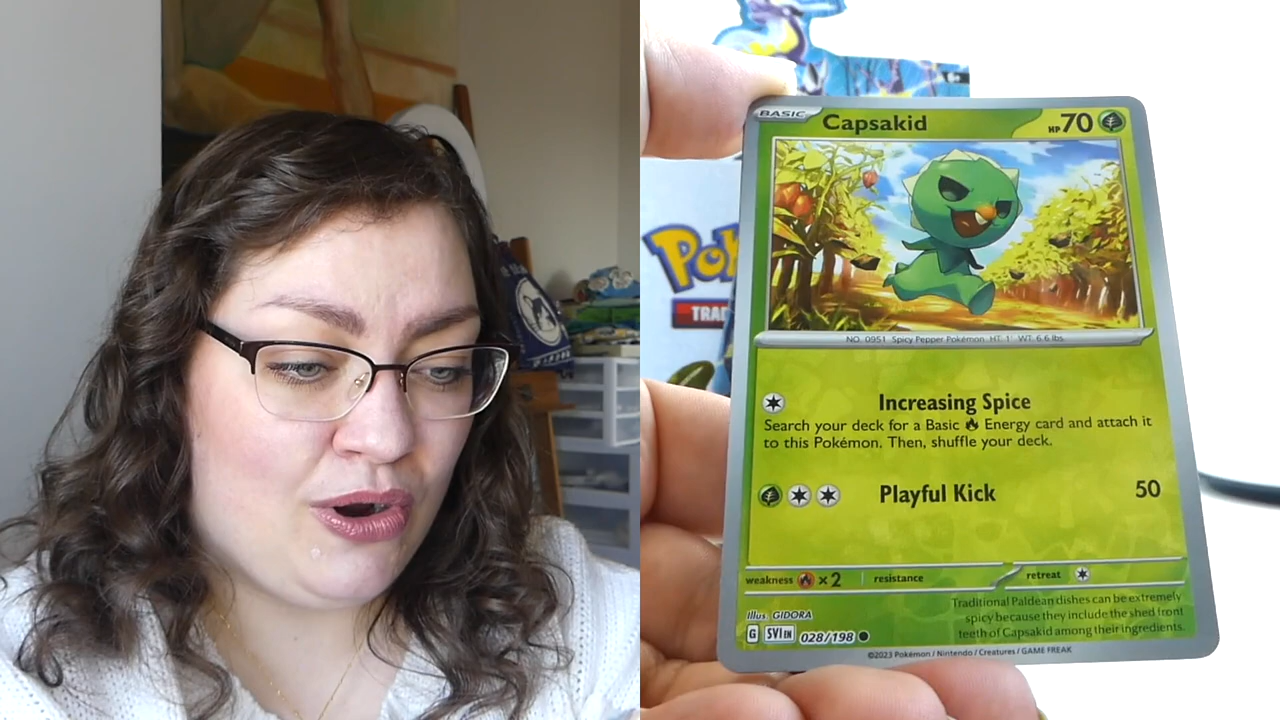 BASIC Capsakid HP 70
NO. 0951 Spicy Pepper Pokémon HT: 1' WT: 6.6 lbs.
Increasing Spice
Search your deck for a Basic Energy card and attach it
to this Pokémon. Then, shuffle your deck.
Playful Kick 50
weakness ×2 resistance retreat
Illus. GIDORA
Traditional Paldean dishes can be extremely
spicy because they include the shed front
teeth of Capsakid among their ingredients.
G SVI EN 028/198
©2023 Pokémon / Nintendo / Creatures / GAME FREAK
Pok
TRAD
6+